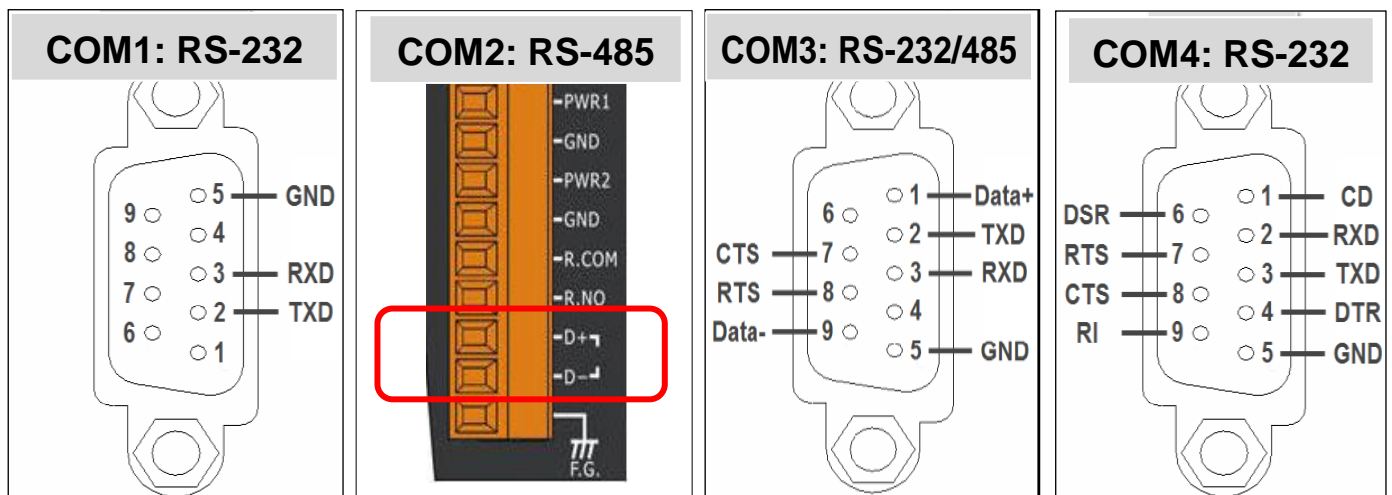 COM1: RS-232
5 GND
9
4
8
3 RXD
7
2 TXD
6
1
COM2: RS-485
PWR1
GND
PWR2
GND
R.COM
R.NO
D+
D-
F.G.
COM3: RS-232/485
1 Data+
6
2 TXD
CTS 7
3 RXD
RTS 8
4
Data- 9
5 GND
COM4: RS-232
1 CD
DSR 6
2 RXD
RTS 7
3 TXD
CTS 8
4 DTR
RI 9
5 GND